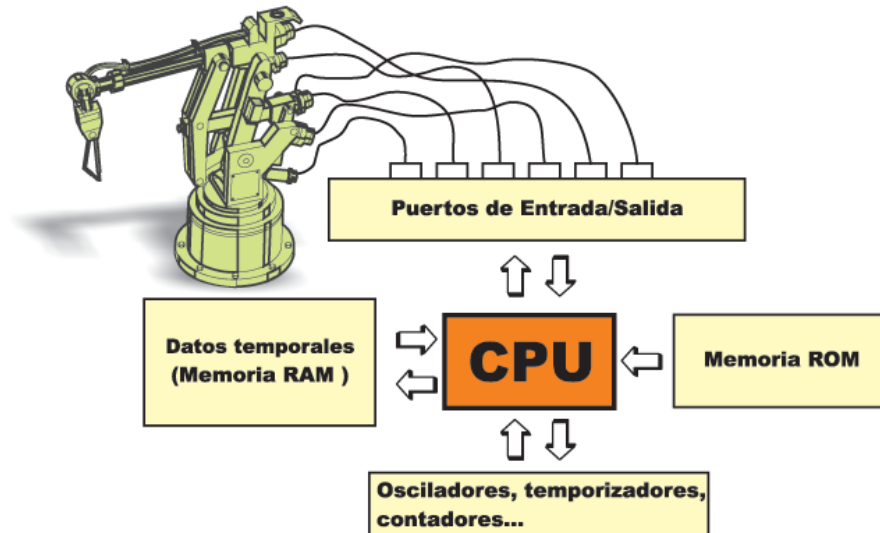 Puertos de Entrada/Salida
Datos temporales
(Memoria RAM )
CPU
Memoria ROM
Osciladores, temporizadores,
contadores...